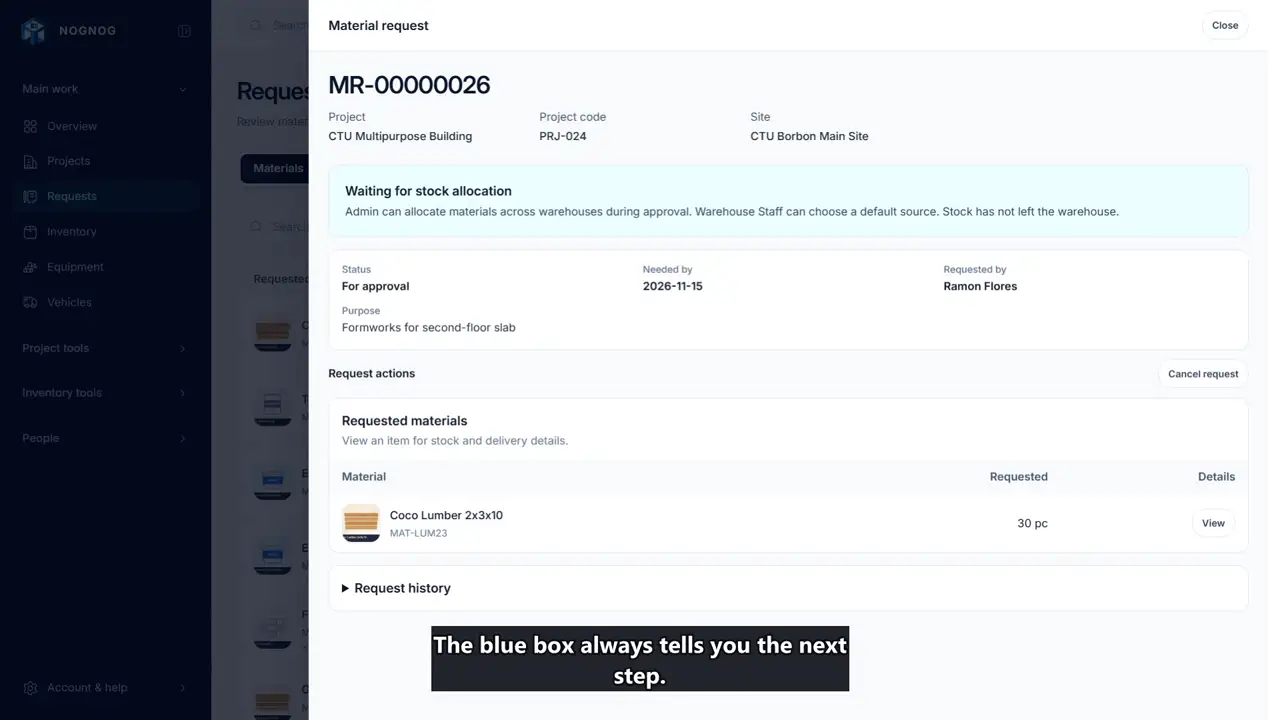 NOGNOG
Main work
Overview
Projects
Requests
Inventory
Equipment
Vehicles
Project tools
Inventory tools
People
Account & help
Search
Review mater
Materials
Requested
Material request
Close
MR-00000026
Project
CTU Multipurpose Building
Project code
PRJ-024
Site
CTU Borbon Main Site
Waiting for stock allocation
Admin can allocate materials across warehouses during approval. Warehouse Staff can choose a default source. Stock has not left the warehouse.
Status
For approval
Needed by
2026-11-15
Requested by
Ramon Flores
Purpose
Formworks for second-floor slab
Request actions
Cancel request
Requested materials
View an item for stock and delivery details.
Material
Requested
Details
Coco Lumber 2x3x10
MAT-LUM23
30 pc
View
Request history
The blue box always tells you the next
step.